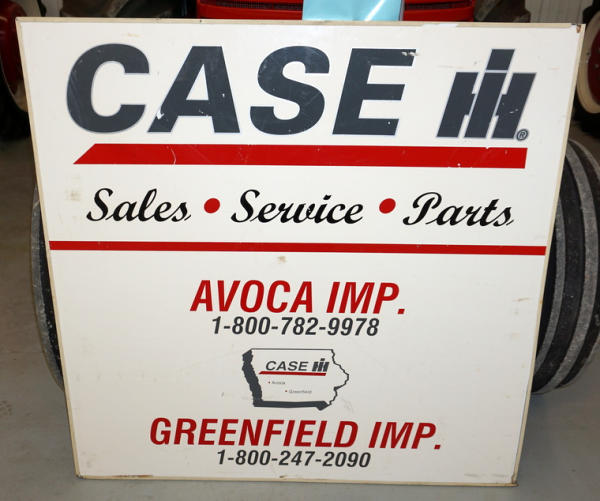 CASE IH®
Sales • Service • Parts
AVOCA IMP.
1-800-782-9978
CASE IH
• Avoca
• Greenfield
GREENFIELD IMP.
1-800-247-2090